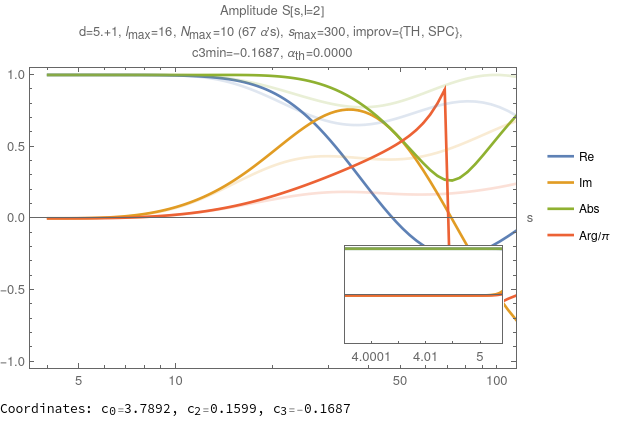 Amplitude S[s,l=2]
d=5.+1, lmax=16, Nmax=10 (67 α's), smax=300, improv={TH, SPC},
c3min=-0.1687, αth=0.0000
1.0
0.5
0.0
-0.5
-1.0
s
Re
Im
Abs
Arg/π
4.0001 4.01 5
5 10 50 100
Coordinates: c0=3.7892, c2=0.1599, c3=-0.1687